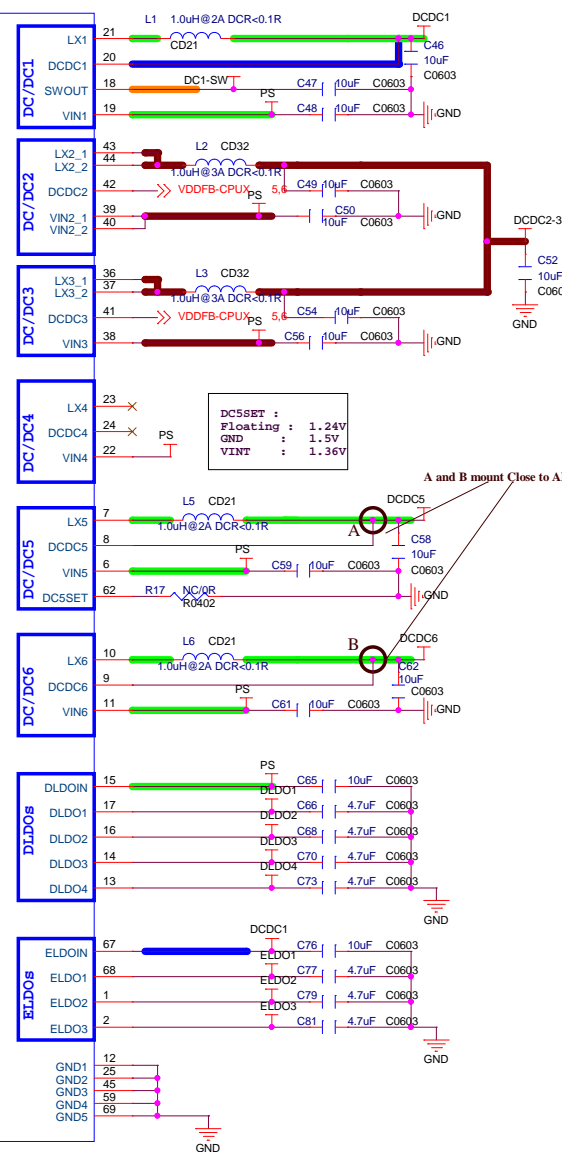 L1 1.0uH@2A DCR<0.1R
DCDC1
LX1 21
CD21
C46
DCDC1 20
10uF
DC/DC1
C0603
SWOUT 18
DC1-SW
C47 10uF C0603
PS
VIN1 19
C48 10uF C0603
GND
LX2_1 43
L2 CD32
LX2_2 44
1.0uH@3A DCR<0.1R
DC/DC2
DCDC2 42
VDDFB-CPUX 5,6
C49 10uF C0603
PS
VIN2_1 39
C50
GND
VIN2_2 40
10uF C0603
DCDC2-3
C52
10uF
GND
LX3_1 36
L3 CD32
LX3_2 37
1.0uH@3A DCR<0.1R
DC/DC3
DCDC3 41
VDDFB-CPUX 5,6
C54 10uF C0603
PS
VIN3 38
C56 10uF C0603
GND
LX4 23
DC/DC4
DCDC4 24
PS
VIN4 22
DC5SET :
Floating : 1.24V
GND : 1.5V
VINT : 1.36V
A and B mount Close to A
LX5 7
L5 CD21
DCDC5
1.0uH@2A DCR<0.1R
A
C58
DC/DC5
DCDC5 8
10uF
PS
VIN5 6
C59 10uF C0603
C0603
DC5SET 62
R17 NC/0R
R0402
GND
LX6 10
L6 CD21
B
DCDC6
1.0uH@2A DCR<0.1R
C62
DC/DC6
DCDC6 9
10uF
C0603
PS
VIN6 11
C61 10uF C0603
GND
DLDOs
PS
DLDOIN 15
C65 10uF C0603
DLDO1
DLDO1 17
C66 4.7uF C0603
DLDO2
DLDO2 16
C68 4.7uF C0603
DLDO3
DLDO3 14
C70 4.7uF C0603
DLDO4
DLDO4 13
C73 4.7uF C0603
GND
ELDOs
DCDC1
ELDOIN 67
C76 10uF C0603
ELDO1
ELDO1 68
C77 4.7uF C0603
ELDO2
ELDO2 1
C79 4.7uF C0603
ELDO3
ELDO3 2
C81 4.7uF C0603
GND
GND1 12
GND2 25
GND3 45
GND4 59
GND5 69
GND